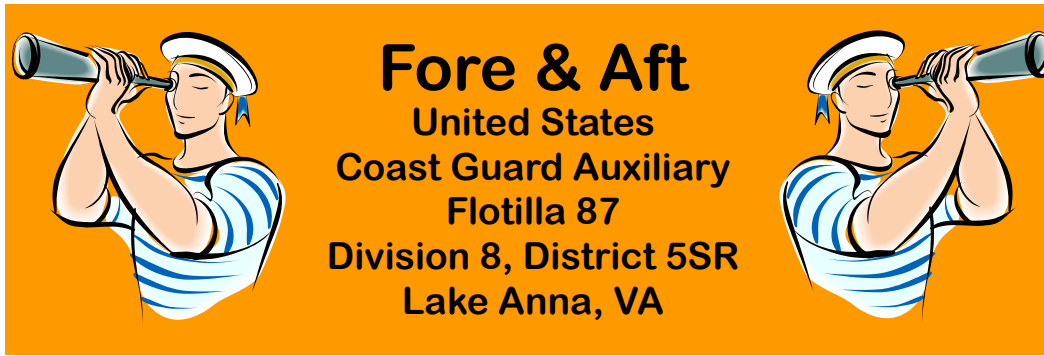 Fore & Aft
United States
Coast Guard Auxiliary
Flotilla 87
Division 8, District 5SR
Lake Anna, VA